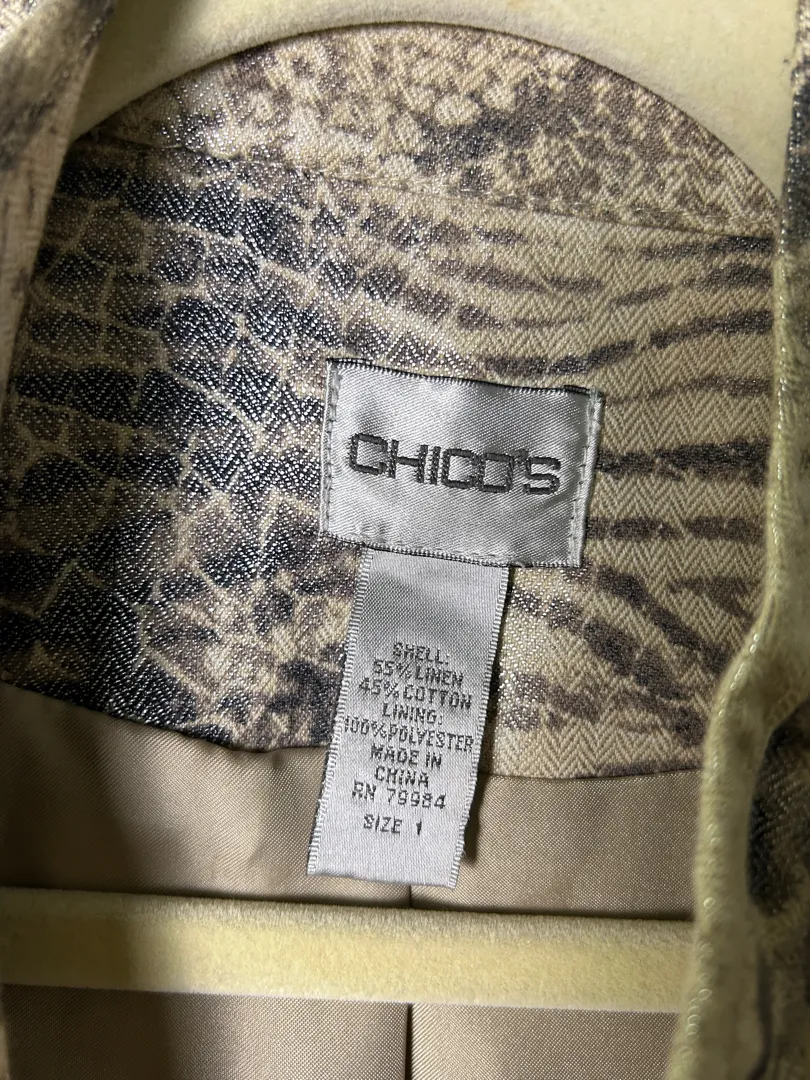 CHICO'S
SHELL:
55% LINEN
45% COTTON
LINING:
100% POLYESTER
MADE IN
CHINA
RN 79984
SIZE 1